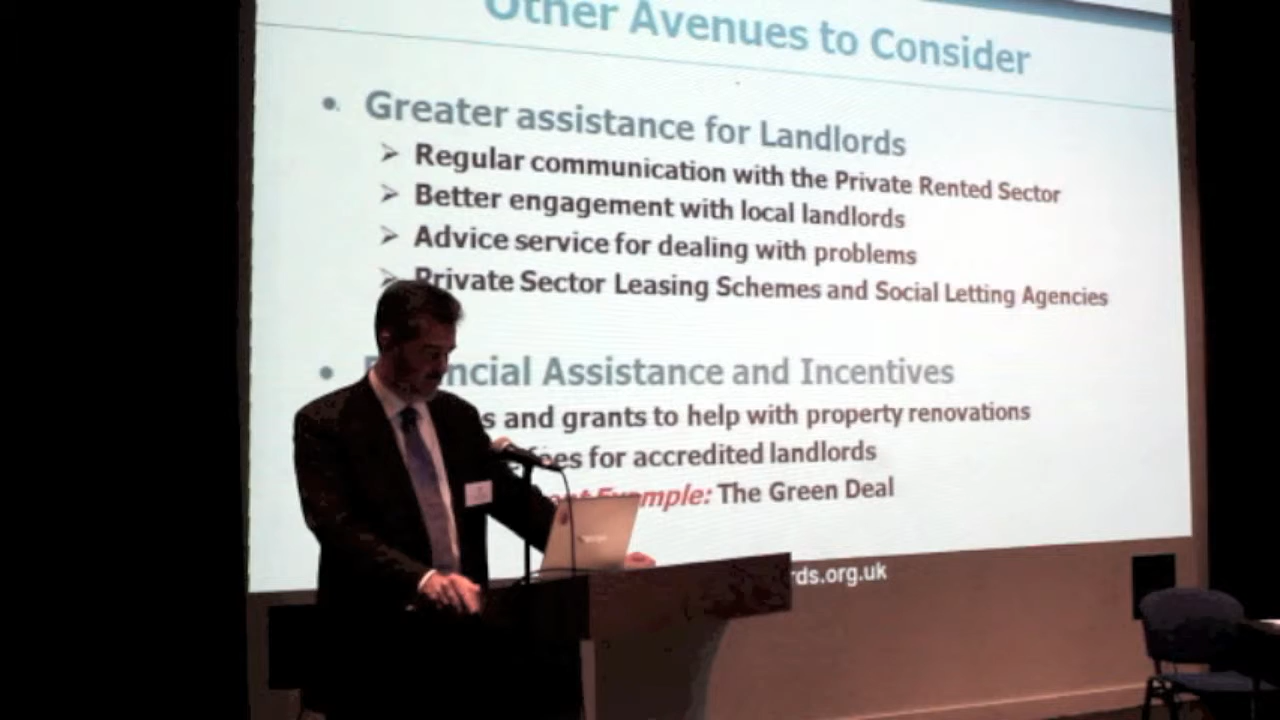 Other Avenues to Consider
• Greater assistance for Landlords
➢ Regular communication with the Private Rented Sector
➢ Better engagement with local landlords
➢ Advice service for dealing with problems
➢ Private Sector Leasing Schemes and Social Letting Agencies
• ncial Assistance and Incentives
s and grants to help with property renovations
fees for accredited landlords
mple: The Green Deal
rds.org.uk